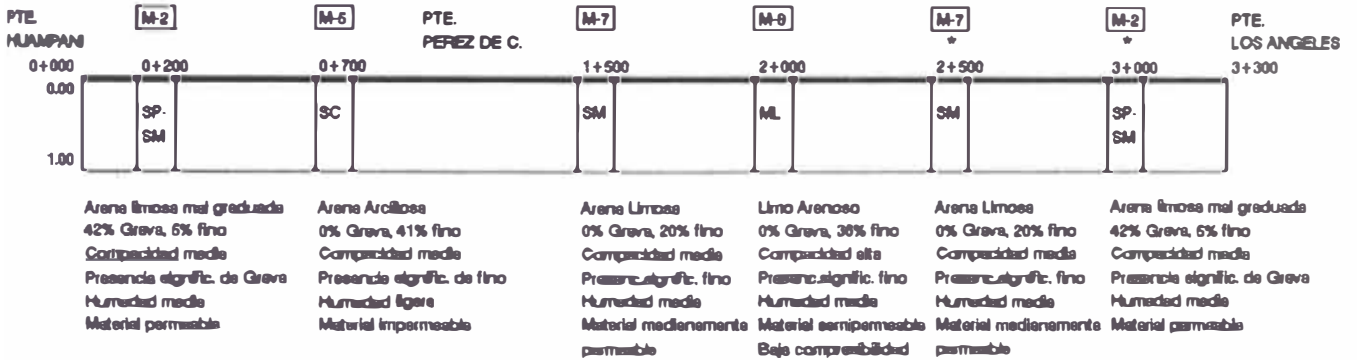 PTE. HUAMPANI
M-2
M-5
PTE. PEREZ DE C.
M-7
M-8
M-7 *
M-2 *
PTE. LOS ANGELES
0+000 0+200 0+700 1+500 2+000 2+500 3+000 3+300
0.00
1.00
SP-SM
SC
SM
ML
SM
SP-SM
Arena limosa mal graduada
42% Grava, 5% fino
Compacidad media
Presencia signific. de Grava
Humedad media
Material permeable
Arena Arcillosa
0% Grava, 41% fino
Compacidad media
Presencia signific. de fino
Humedad ligera
Material impermeable
Arena Limosa
0% Grava, 20% fino
Compacidad media
Presenc.signific. fino
Humedad media
Material medianamente
permeable
Limo Arenoso
0% Grava, 36% fino
Compacidad alta
Presenc.signific. fino
Humedad media
Material semipermeable
Baja compresibilidad
Arena Limosa
0% Grava, 20% fino
Compacidad media
Presenc.signific. fino
Humedad media
Material medianamente
permeable
Arena limosa mal graduada
42% Grava, 5% fino
Compacidad media
Presencia signific. de Grava
Humedad media
Material permeable